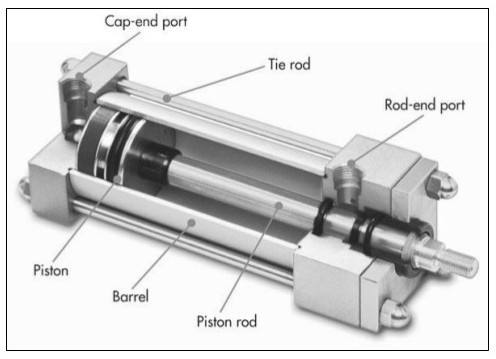 Cap-end port
Tie rod
Rod-end port
Piston
Barrel
Piston rod